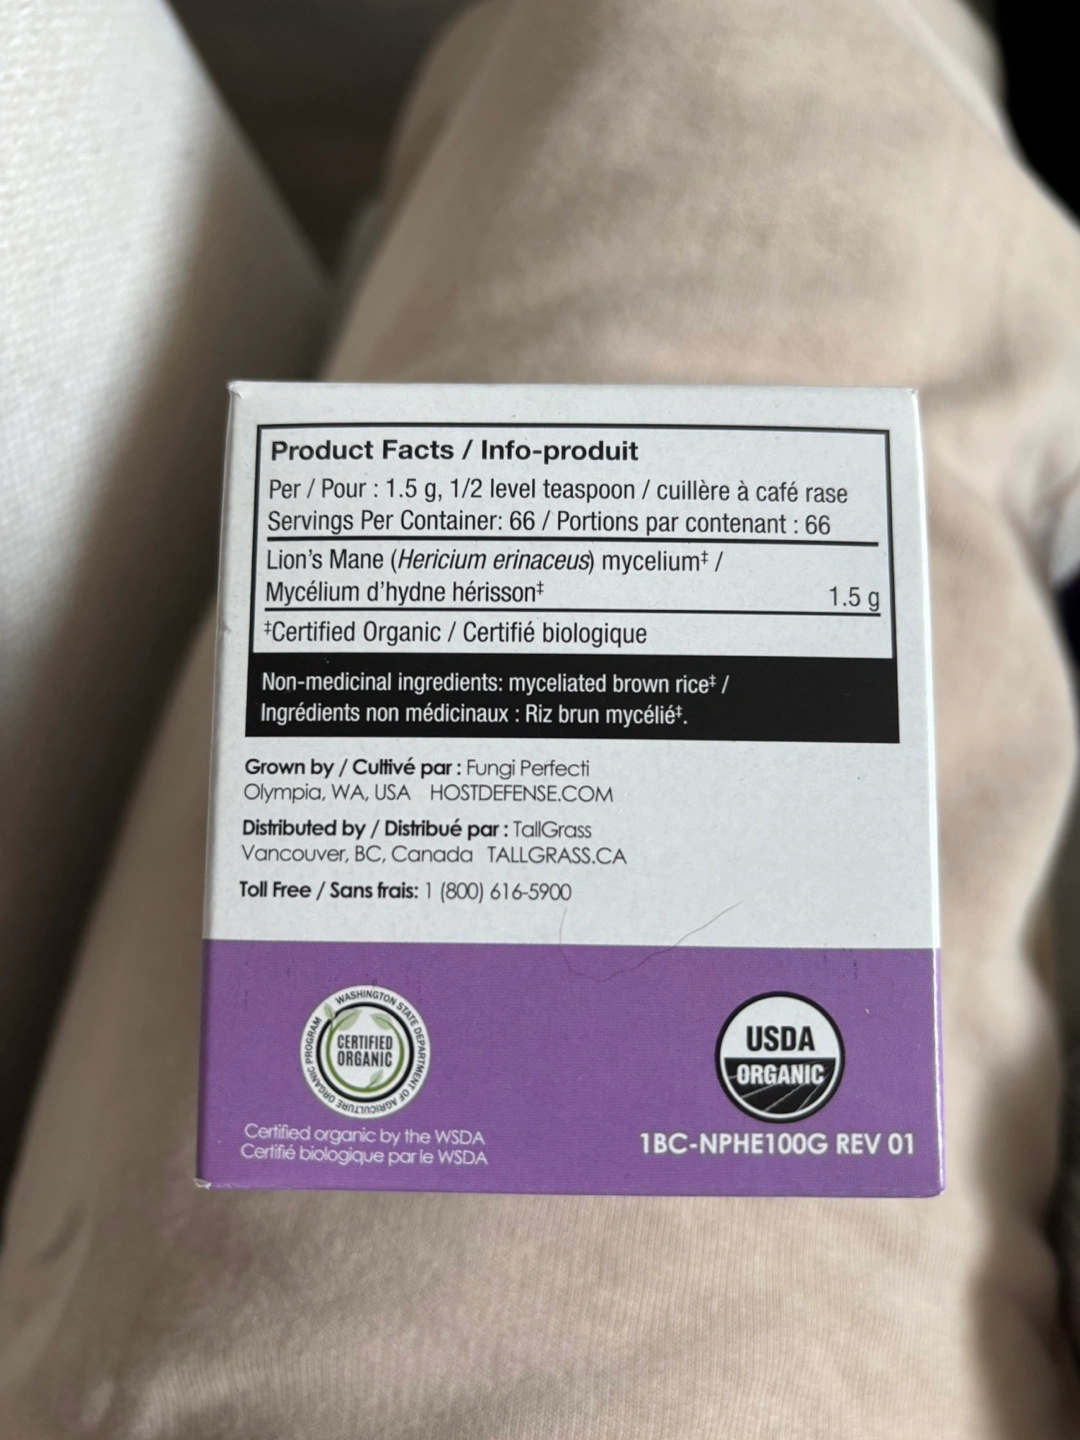 Product Facts / Info-produit
Per / Pour : 1.5 g, 1/2 level teaspoon / cuillère à café rase
Servings Per Container: 66 / Portions par contenant : 66
Lion's Mane (Hericium erinaceus) mycelium‡ /
Mycélium d'hydne hérisson‡ 1.5 g
‡Certified Organic / Certifié biologique
Non-medicinal ingredients: myceliated brown rice‡ /
Ingrédients non médicinaux : Riz brun mycélié‡.
Grown by / Cultivé par : Fungi Perfecti
Olympia, WA, USA HOSTDEFENSE.COM
Distributed by / Distribué par : TallGrass
Vancouver, BC, Canada TALLGRASS.CA
Toll Free / Sans frais: 1 (800) 616-5900
WASHINGTON STATE DEPARTMENT OF AGRICULTURE ORGANIC PROGRAM
CERTIFIED
ORGANIC
Certified organic by the WSDA
Certifié biologique par le WSDA
USDA
ORGANIC
1BC-NPHE100G REV 01